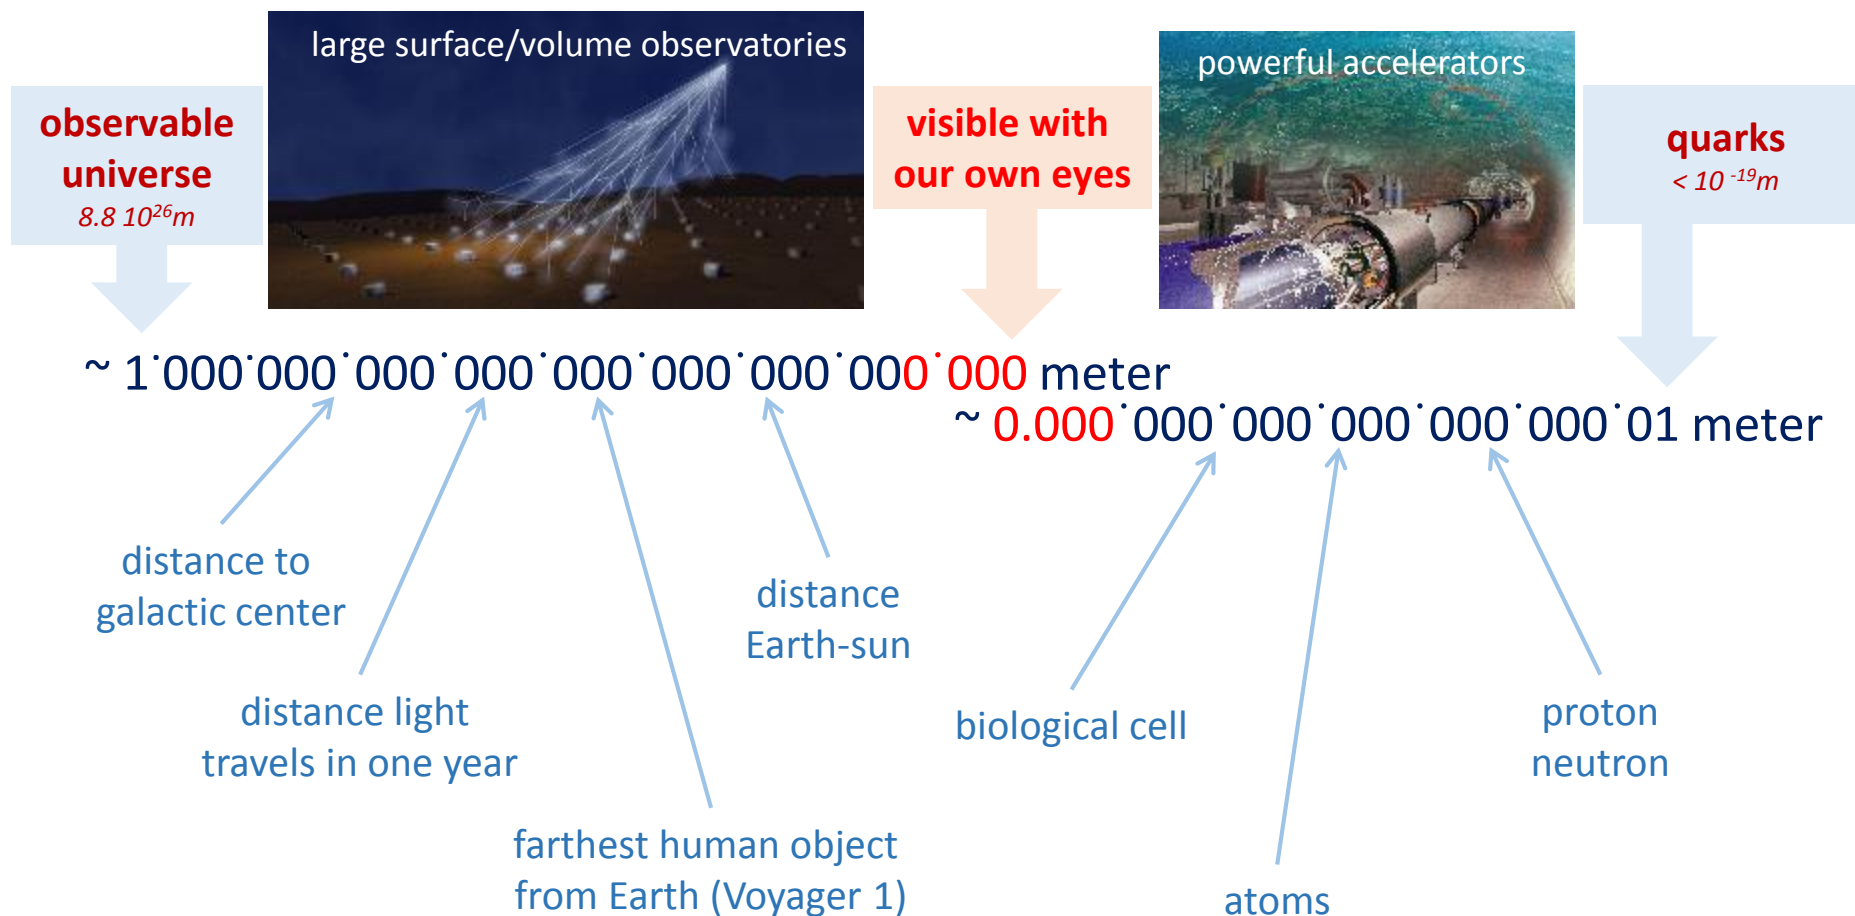 large surface/volume observatories
powerful accelerators
observable
universe
8.8 10²⁶m
visible with
our own eyes
quarks
< 10 ⁻¹⁹m
~ 1˙000˙000˙000˙000˙000˙000˙000˙000˙000 meter
~ 0.000˙000˙000˙000˙000˙000˙01 meter
distance to
galactic center
distance
Earth-sun
distance light
travels in one year
biological cell
proton
neutron
farthest human object
from Earth (Voyager 1)
atoms